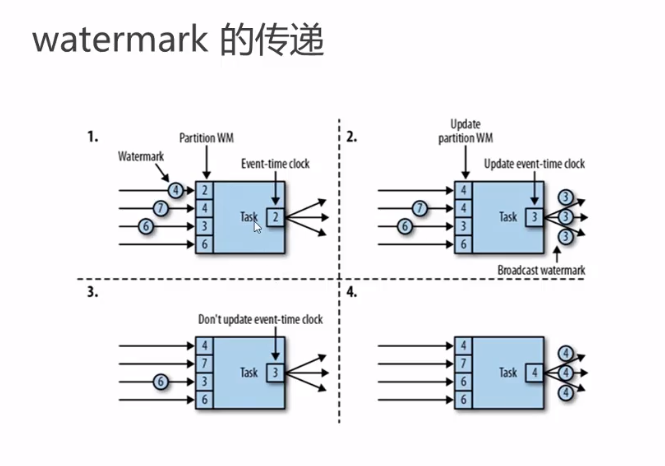 watermark 的传递
1.
Partition WM
Watermark
Event-time clock
4
7
6
2
4
3
6
Task
2
2.
Update
partition WM
Update event-time clock
7
6
4
4
3
6
Task
3
3
3
3
Broadcast watermark
3.
Don't update event-time clock
6
4
7
3
6
Task
3
4.
4
7
6
6
Task
4
4
4
4